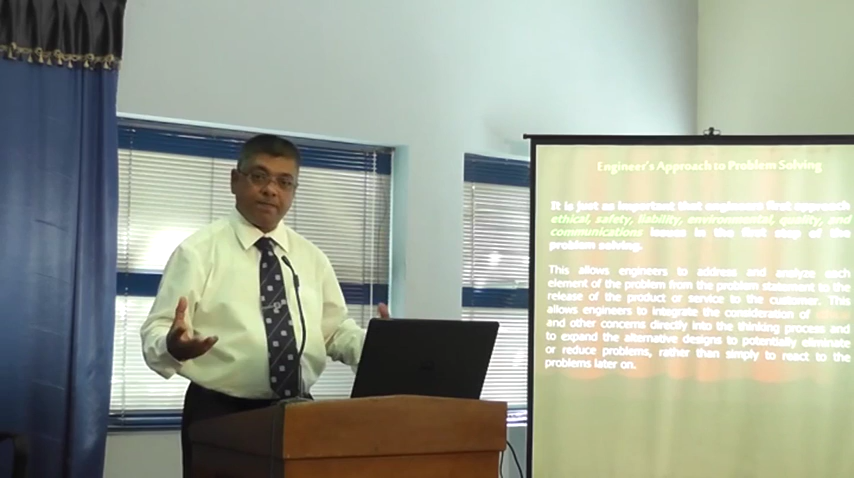 Engineer's Approach to Problem Solving
It is just as important that engineers first approach
ethical, safety, liability, environmental, quality, and
communications issues in the first step of the
problem solving.
This allows engineers to address and analyze each
element of the problem from the problem statement to the
release of the product or service to the customer. This
allows engineers to integrate the consideration of
and other concerns directly into the thinking process and
to expand the alternative designs to potentially eliminate
or reduce problems, rather than simply to react to the
problems later on.